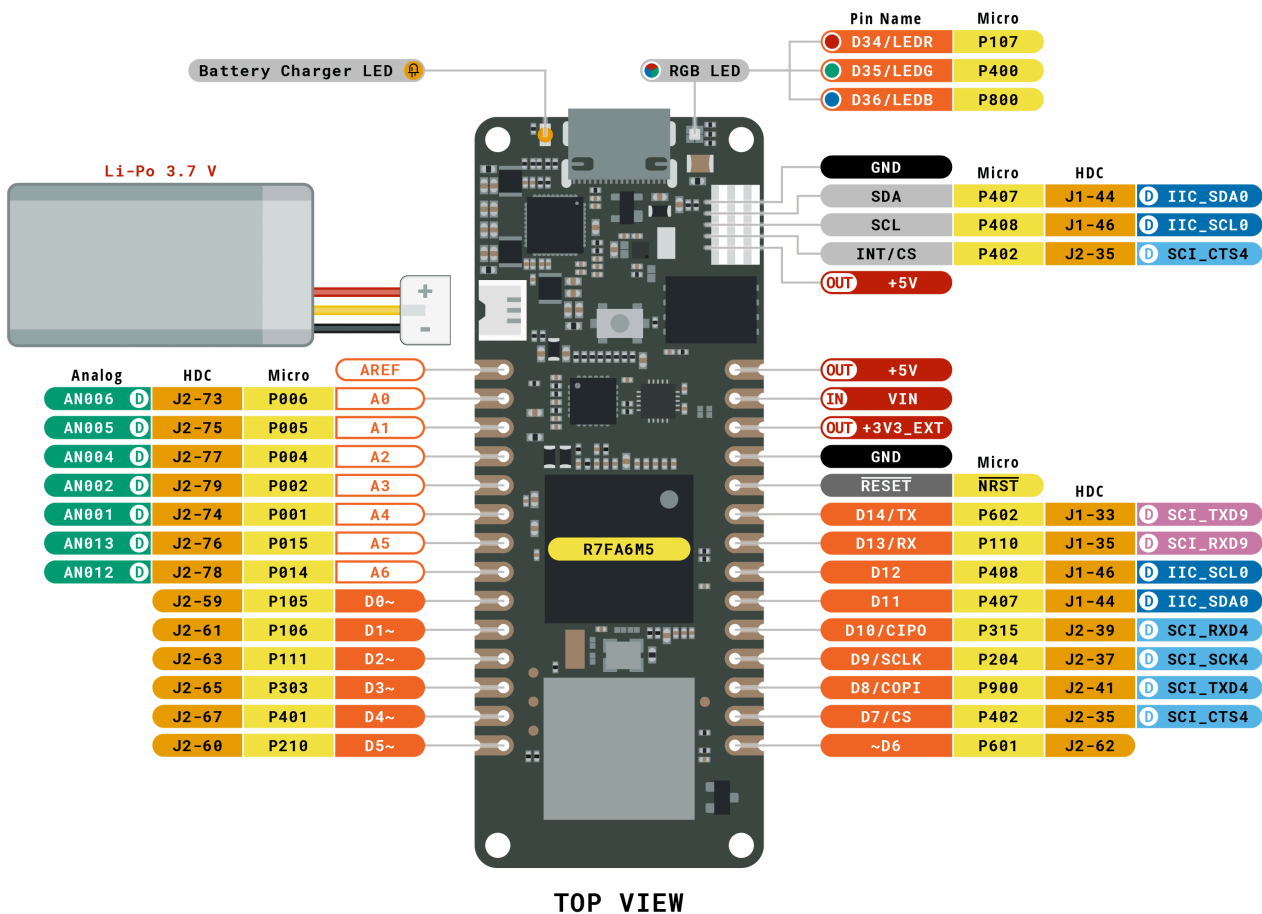 Pin Name Micro
D34/LEDR P107
Battery Charger LED RGB LED D35/LEDG P400
D36/LEDB P800
Li-Po 3.7 V
+
-
GND Micro HDC
SDA P407 J1-44 D IIC_SDA0
SCL P408 J1-46 D IIC_SCL0
INT/CS P402 J2-35 D SCI_CTS4
OUT +5V
Analog HDC Micro AREF
AN006 D J2-73 P006 A0
AN005 D J2-75 P005 A1
AN004 D J2-77 P004 A2
AN002 D J2-79 P002 A3
AN001 D J2-74 P001 A4
AN013 D J2-76 P015 A5
AN012 D J2-78 P014 A6
J2-59 P105 D0~
J2-61 P106 D1~
J2-63 P111 D2~
J2-65 P303 D3~
J2-67 P401 D4~
J2-60 P210 D5~
R7FA6M5
OUT +5V
IN VIN
OUT +3V3_EXT
GND Micro
RESET NRST HDC
D14/TX P602 J1-33 D SCI_TXD9
D13/RX P110 J1-35 D SCI_RXD9
D12 P408 J1-46 D IIC_SCL0
D11 P407 J1-44 D IIC_SDA0
D10/CIPO P315 J2-39 D SCI_RXD4
D9/SCLK P204 J2-37 D SCI_SCK4
D8/COPI P900 J2-41 D SCI_TXD4
D7/CS P402 J2-35 D SCI_CTS4
~D6 P601 J2-62
TOP VIEW